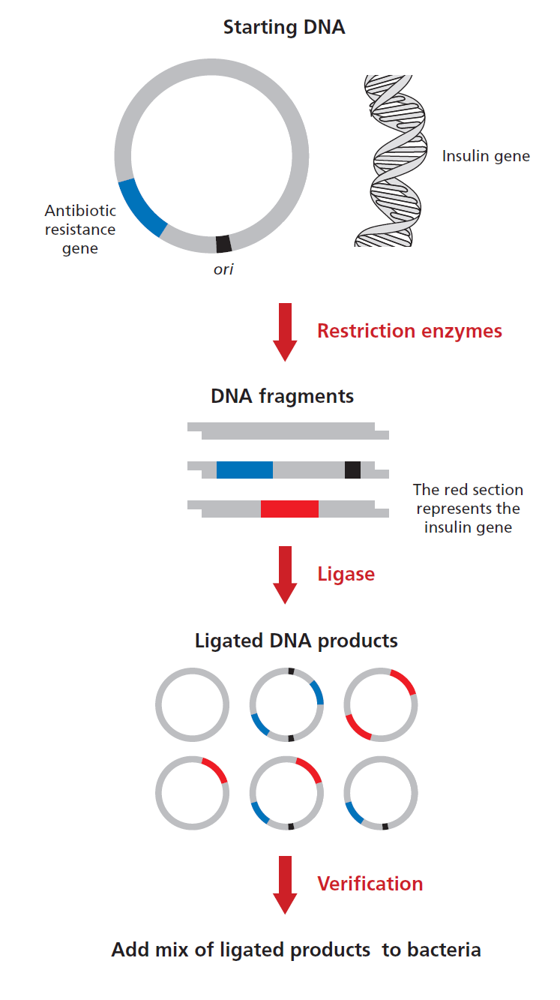 Starting DNA
Insulin gene
Antibiotic
resistance
gene
ori
Restriction enzymes
DNA fragments
The red section
represents the
insulin gene
Ligase
Ligated DNA products
Verification
Add mix of ligated products to bacteria